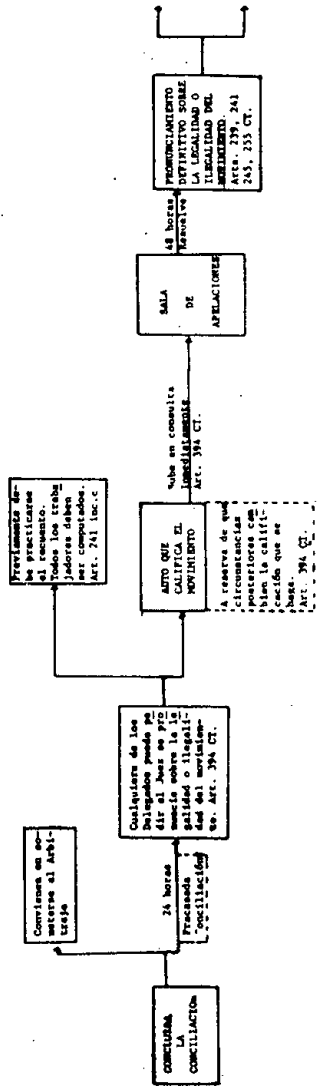 CONCLUIDA
LA
CONCILIACION
Convienen en so-
meterse al Arbi-
traje
24 horas
Fracasada
Conciliación
Cualquiera de los
Delegados puede pe
dir al Juez se pro
nuncie sobre la le
galidad o ilegali-
dad del movimien-
to. Art. 394 CT.
Previamente de-
be practicarse
el recuento.
Todos los traba
jadores deben
ser computados.
Art. 241 inc.c
AUTO QUE
CALIFICA EL
MOVIMIENTO
A reserva de que
circunstancias
posteriores cam
bien la califi-
cación que se
haga.
Art. 394 CT.
Sube en consulta
inmediatamente
Art. 394 CT.
SALA
DE
APELACIONES
48 horas
Resuelve
PRONUNCIAMIENTO
DEFINITIVO SOBRE
LA LEGALIDAD O
ILEGALIDAD DEL
MOVIMIENTO.
Arts. 239, 241
245, 255 CT.